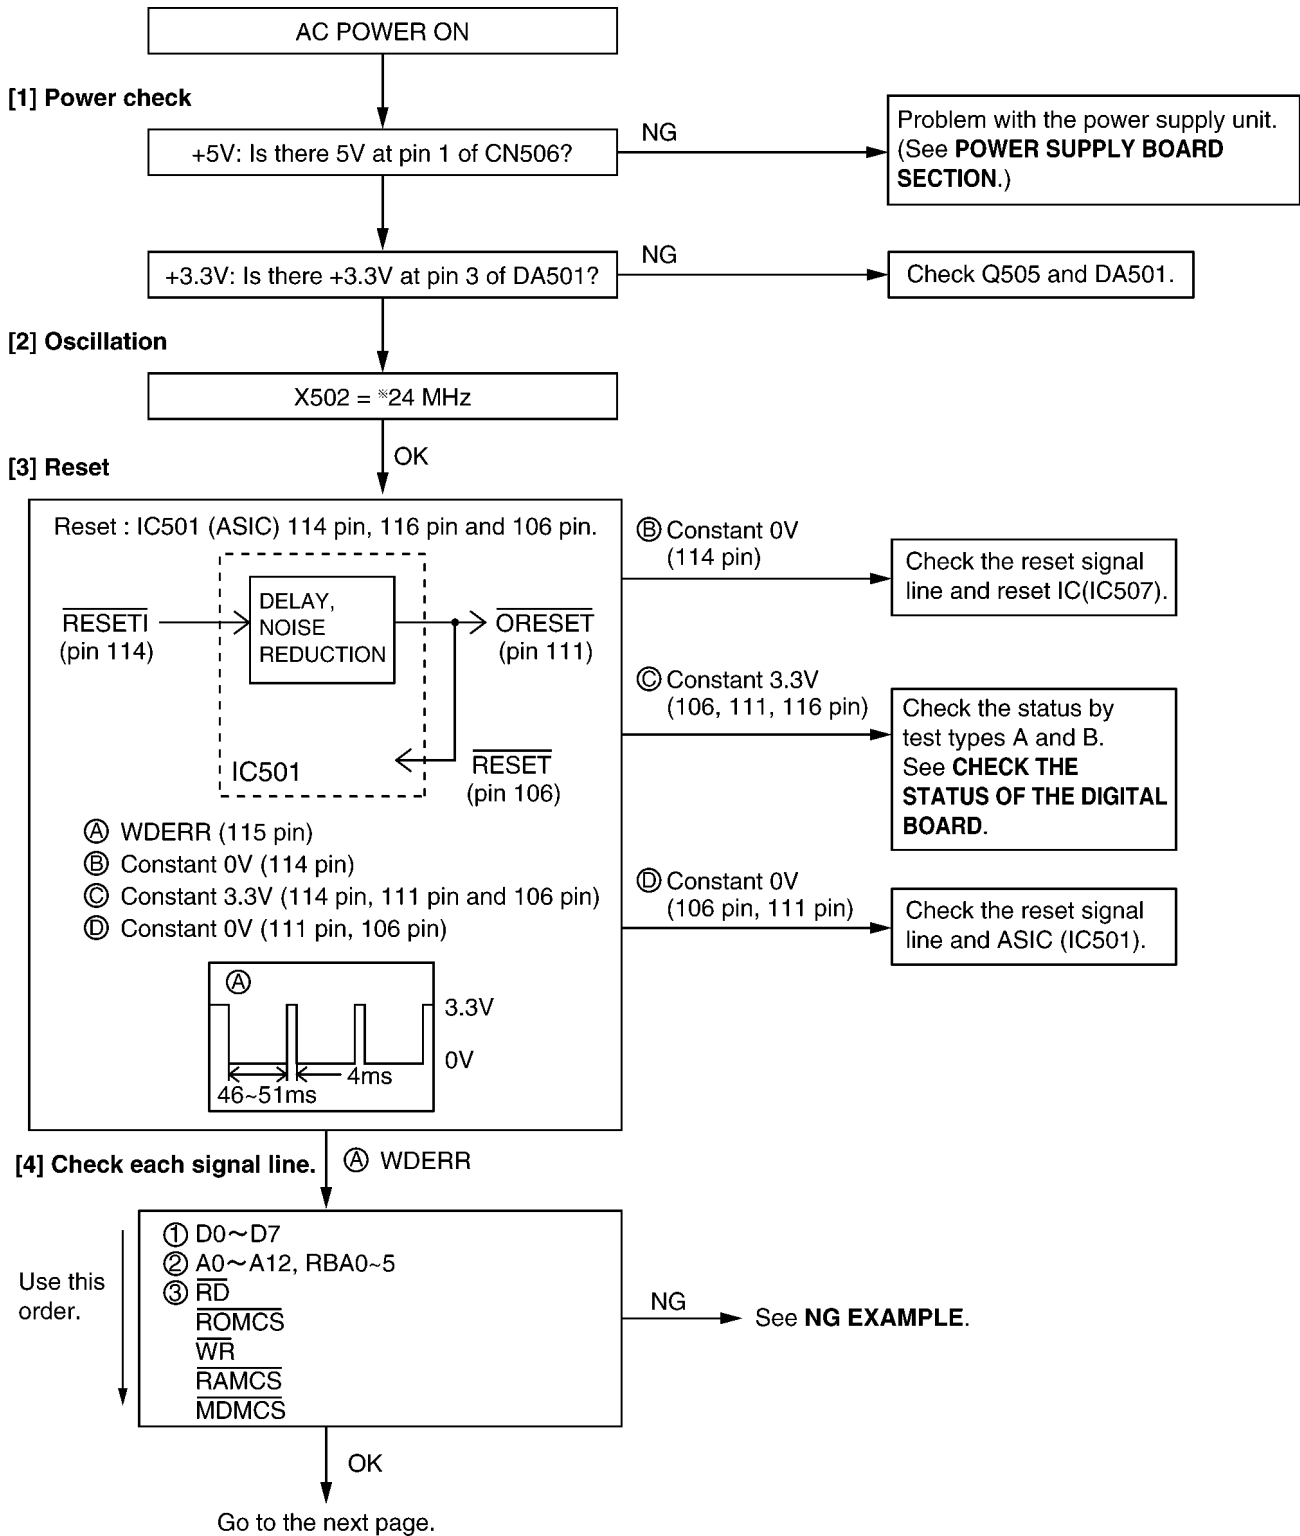 AC POWER ON
[1] Power check
+5V: Is there 5V at pin 1 of CN506?
NG
Problem with the power supply unit.
(See POWER SUPPLY BOARD
SECTION.)
+3.3V: Is there +3.3V at pin 3 of DA501?
NG
Check Q505 and DA501.
[2] Oscillation
X502 = ※24 MHz
OK
[3] Reset
Reset : IC501 (ASIC) 114 pin, 116 pin and 106 pin.
RESETI
(pin 114)
DELAY,
NOISE
REDUCTION
ORESET
(pin 111)
IC501
RESET
(pin 106)
Ⓐ WDERR (115 pin)
Ⓑ Constant 0V (114 pin)
Ⓒ Constant 3.3V (114 pin, 111 pin and 106 pin)
Ⓓ Constant 0V (111 pin, 106 pin)
Ⓐ
3.3V
0V
4ms
46~51ms
Ⓑ Constant 0V
(114 pin)
Check the reset signal
line and reset IC(IC507).
Ⓒ Constant 3.3V
(106, 111, 116 pin)
Check the status by
test types A and B.
See CHECK THE
STATUS OF THE DIGITAL
BOARD.
Ⓓ Constant 0V
(106 pin, 111 pin)
Check the reset signal
line and ASIC (IC501).
[4] Check each signal line.
Ⓐ WDERR
Use this
order.
① D0～D7
② A0～A12, RBA0~5
③ RD
ROMCS
WR
RAMCS
MDMCS
NG
See NG EXAMPLE.
OK
Go to the next page.